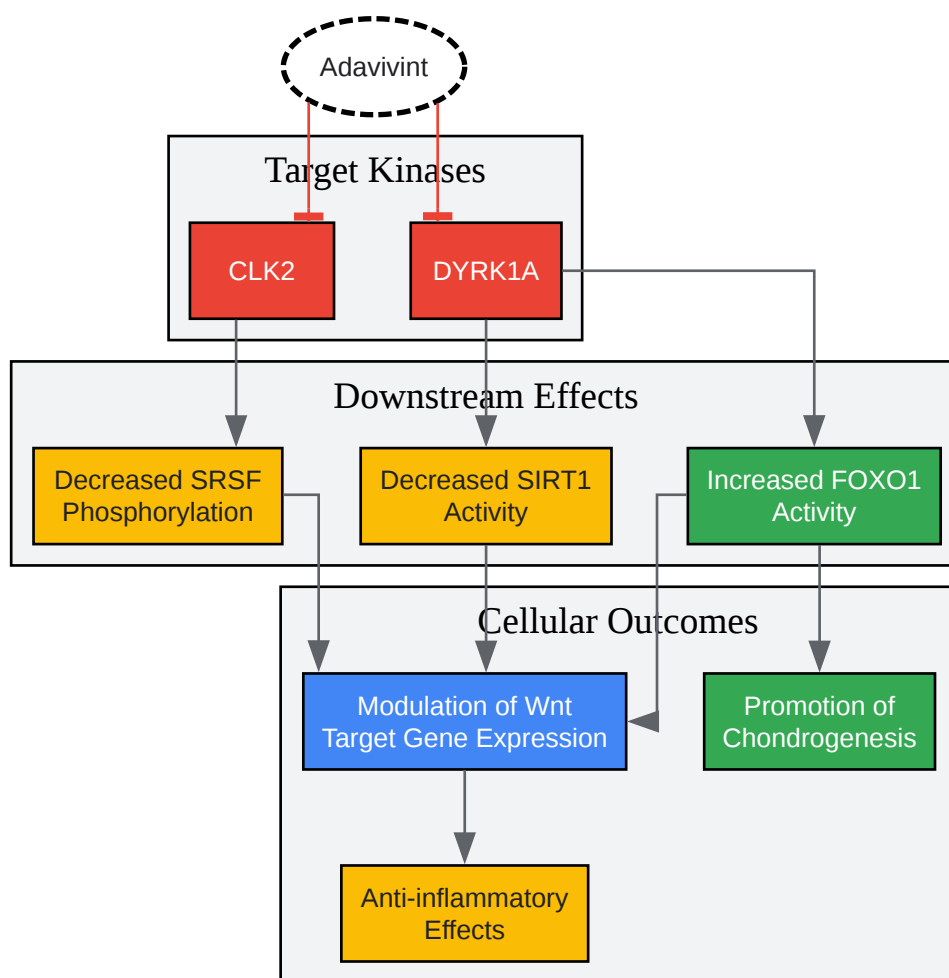 Adavivint
Target Kinases
CLK2
DYRK1A
Downstream Effects
Decreased SRSF
Phosphorylation
Decreased SIRT1
Activity
Increased FOXO1
Activity
Cellular Outcomes
Modulation of Wnt
Target Gene Expression
Promotion of
Chondrogenesis
Anti-inflammatory
Effects